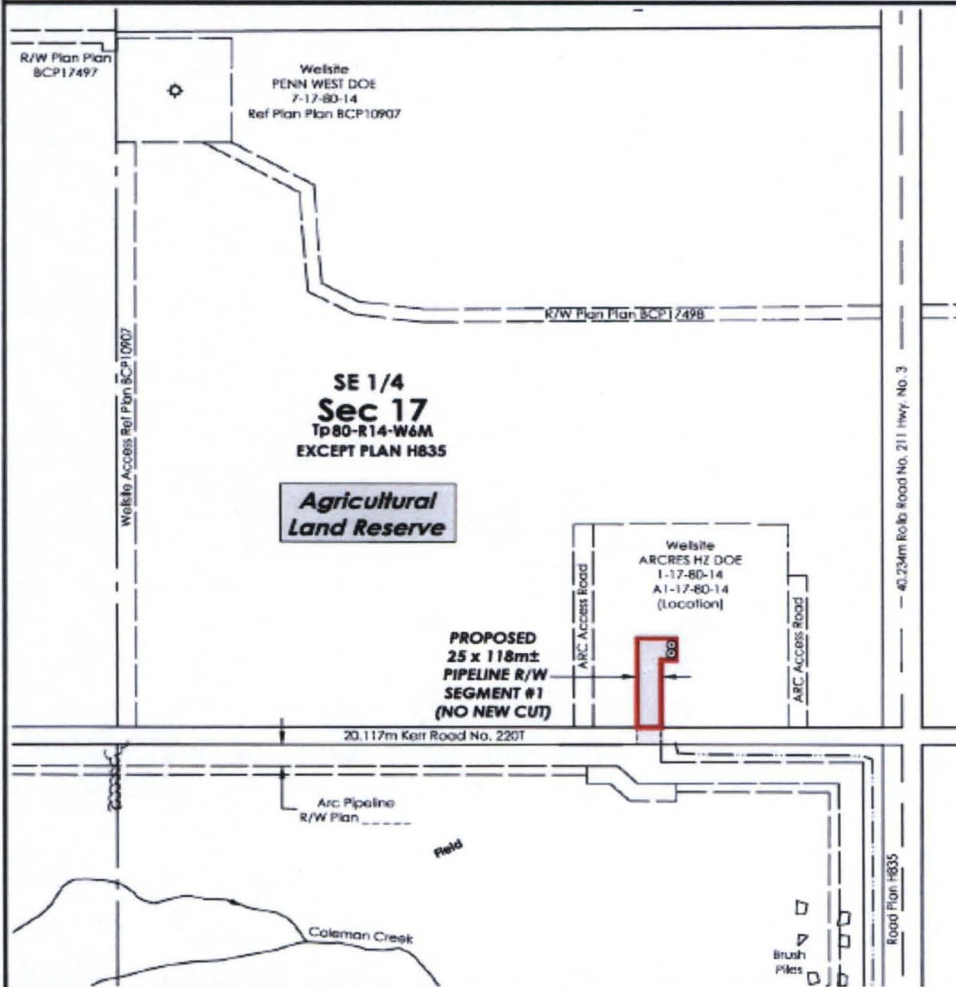 R/W Plan Plan
BCP17497
Wellsite
PENN WEST DOE
7-17-80-14
Ref Plan Plan BCP10907
R/W Plan Plan BCP17498
Wellsite Access Ref Plan BCP10907
SE 1/4
Sec 17
Tp80-R14-W6M
EXCEPT PLAN H835
Agricultural
Land Reserve
40.234m Rolla Road No. 211 Hwy. No. 3
Wellsite
ARCRES HZ DOE
1-17-80-14
A1-17-80-14
(Location)
ARC Access Road
ARC Access Road
PROPOSED
25 x 118m±
PIPELINE R/W
SEGMENT #1
(NO NEW CUT)
20.117m Kerr Road No. 220T
Arc Pipeline
R/W Plan _____
Field
Coleman Creek
Brush
Piles
Road Plan H835